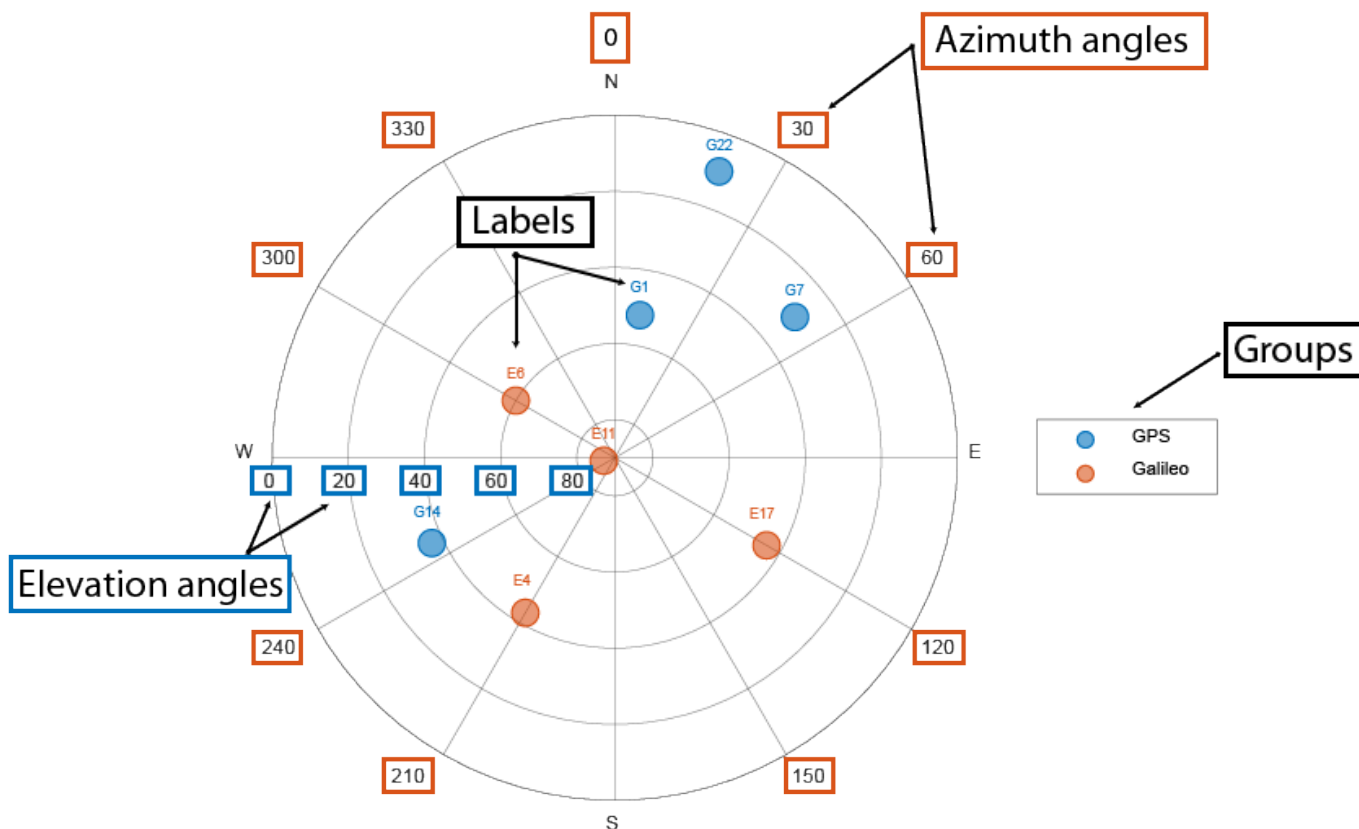 0
Azimuth angles
N
330
30
G22
Labels
300
60
G1
G7
Groups
E6
E11
W
E
GPS
0
20
40
60
80
Galileo
G14
E17
Elevation angles
E4
240
120
210
150
S